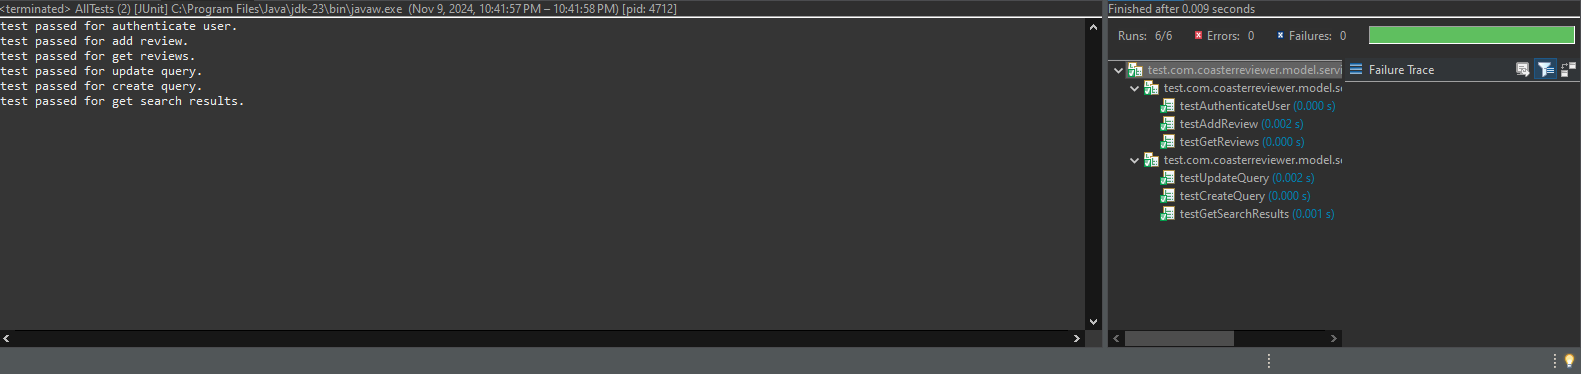 <terminated> AllTests (2) [JUnit] C:\Program Files\Java\jdk-23\bin\javaw.exe (Nov 9, 2024, 10:41:57 PM – 10:41:58 PM) [pid: 4712]
test passed for authenticate user.
test passed for add review.
test passed for get reviews.
test passed for update query.
test passed for create query.
test passed for get search results.
Finished after 0.009 seconds
Runs: 6/6 Errors: 0 Failures: 0
test.com.coasterreviewer.model.servi
test.com.coasterreviewer.model.se
testAuthenticateUser (0.000 s)
testAddReview (0.002 s)
testGetReviews (0.000 s)
test.com.coasterreviewer.model.se
testUpdateQuery (0.002 s)
testCreateQuery (0.000 s)
testGetSearchResults (0.001 s)
Failure Trace